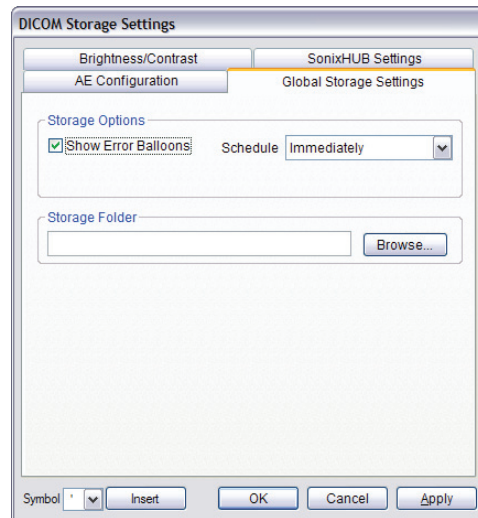 DICOM Storage Settings
Brightness/Contrast SonixHUB Settings
AE Configuration Global Storage Settings
Storage Options
Show Error Balloons Schedule Immediately
Storage Folder
Browse...
Symbol ' Insert OK Cancel Apply